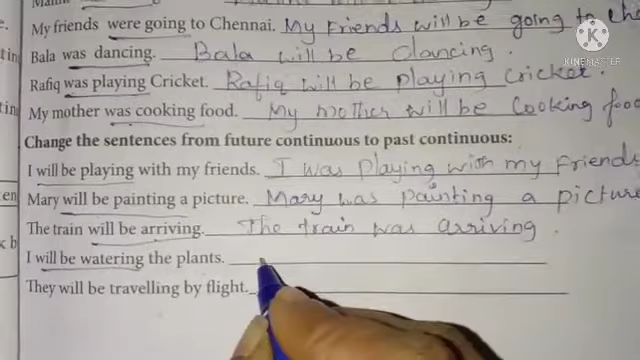 My friends were going to Chennai. My Friends will be going to
Bala was dancing. Bala will be dancing.
Rafiq was playing Cricket. Rafiq will be playing cricket.
My mother was cooking food. My mother will be Cooking food
Change the sentences from future continuous to past continuous:
I will be playing with my friends. I was Playing with my Friends
Mary will be painting a picture. Mary was painting a picture
The train will be arriving. The train was arriving.
I will be watering the plants.
They will be travelling by flight.
KINEMASTER